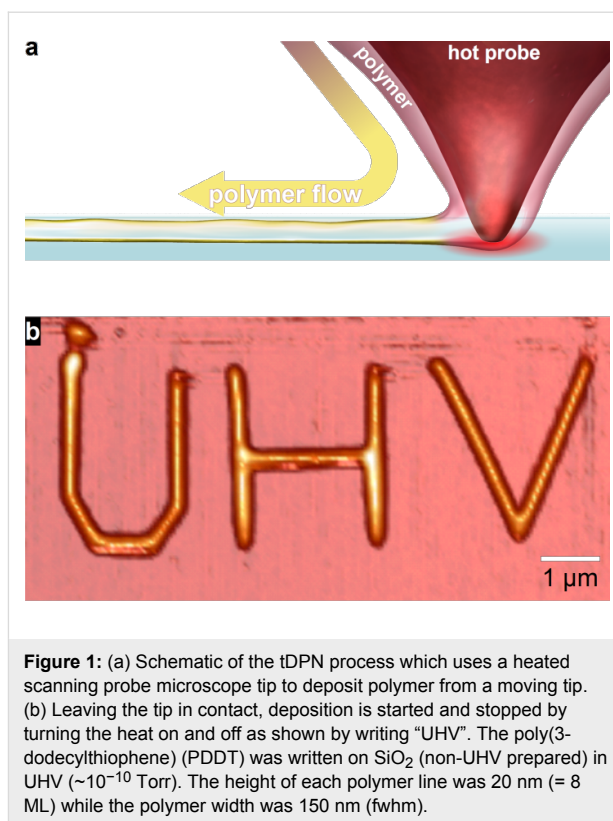 a
hot probe
polymer
polymer flow
b
UHV
1 µm
Figure 1: (a) Schematic of the tDPN process which uses a heated
scanning probe microscope tip to deposit polymer from a moving tip.
(b) Leaving the tip in contact, deposition is started and stopped by
turning the heat on and off as shown by writing “UHV”. The poly(3-
dodecylthiophene) (PDDT) was written on SiO₂ (non-UHV prepared) in
UHV (~10⁻¹⁰ Torr). The height of each polymer line was 20 nm (= 8
ML) while the polymer width was 150 nm (fwhm).